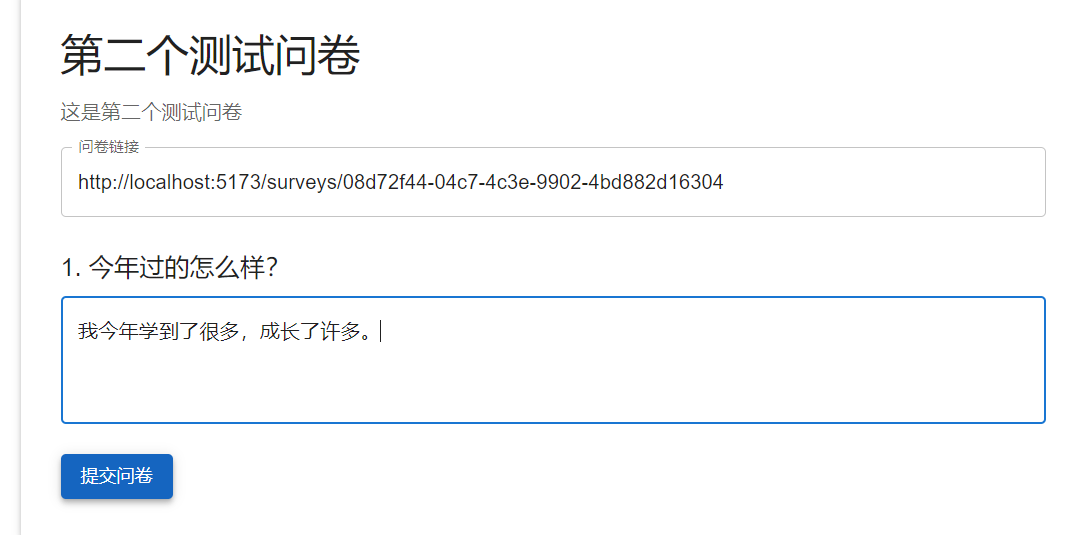 第二个测试问卷
这是第二个测试问卷
问卷链接
http://localhost:5173/surveys/08d72f44-04c7-4c3e-9902-4bd882d16304
1. 今年过的怎么样？
我今年学到了很多，成长了许多。
提交问卷